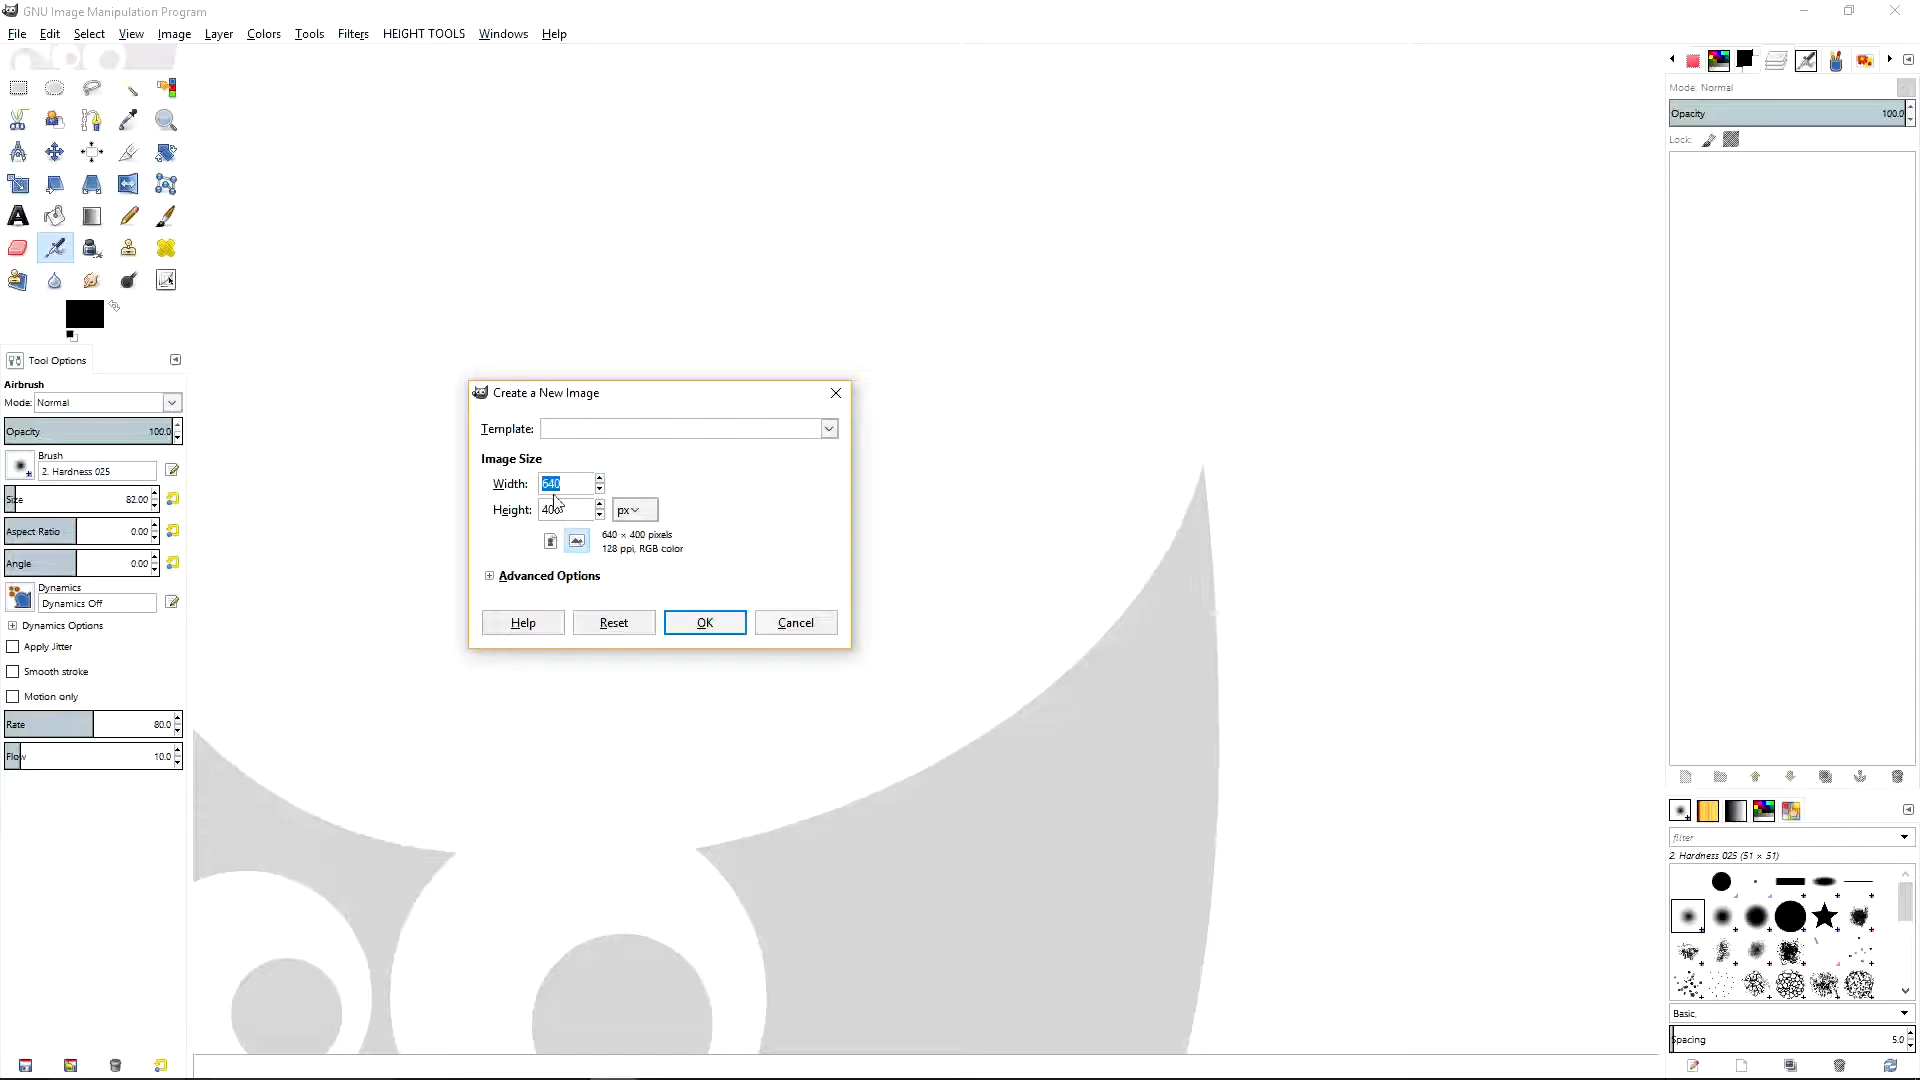 GNU Image Manipulation Program
File Edit Select View Image Layer Colors Tools Filters HEIGHT TOOLS Windows Help
Tool Options
Airbrush
Mode: Normal
Opacity 100.0
Brush
2. Hardness 025
Size 82.00
Aspect Ratio 0.00
Angle 0.00
Dynamics
Dynamics Off
Dynamics Options
Apply Jitter
Smooth stroke
Motion only
Rate 80.0
Flow 10.0
Create a New Image
Template:
Image Size
Width: 640
Height: 400 px
640 × 400 pixels
128 ppi, RGB color
Advanced Options
Help Reset OK Cancel
Mode: Normal
Opacity 100.0
Lock:
filter
2. Hardness 025 (51 × 51)
Basic,
Spacing 5.0